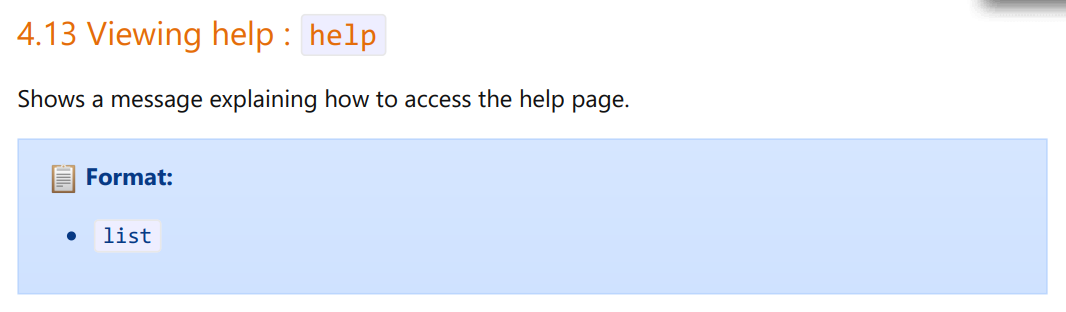 4.13 Viewing help : help
Shows a message explaining how to access the help page.
Format:
list